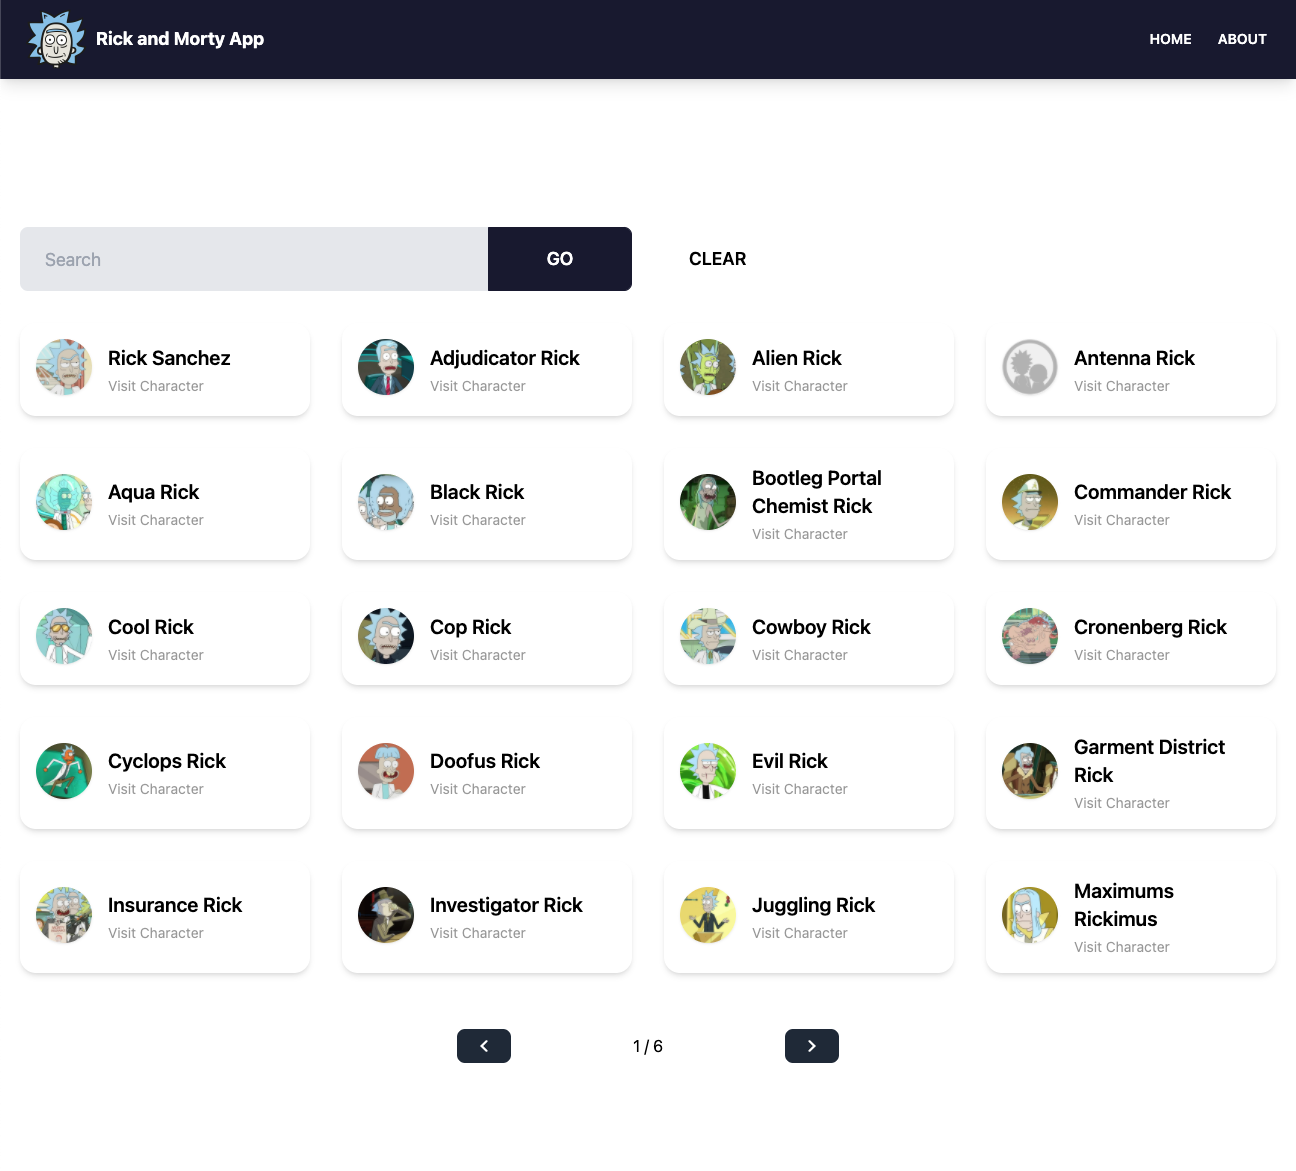 Rick and Morty App
HOME
ABOUT
Search
GO
CLEAR
Rick Sanchez
Visit Character
Adjudicator Rick
Visit Character
Alien Rick
Visit Character
Antenna Rick
Visit Character
Aqua Rick
Visit Character
Black Rick
Visit Character
Bootleg Portal
Chemist Rick
Visit Character
Commander Rick
Visit Character
Cool Rick
Visit Character
Cop Rick
Visit Character
Cowboy Rick
Visit Character
Cronenberg Rick
Visit Character
Cyclops Rick
Visit Character
Doofus Rick
Visit Character
Evil Rick
Visit Character
Garment District
Rick
Visit Character
Insurance Rick
Visit Character
Investigator Rick
Visit Character
Juggling Rick
Visit Character
Maximums
Rickimus
Visit Character
1 / 6